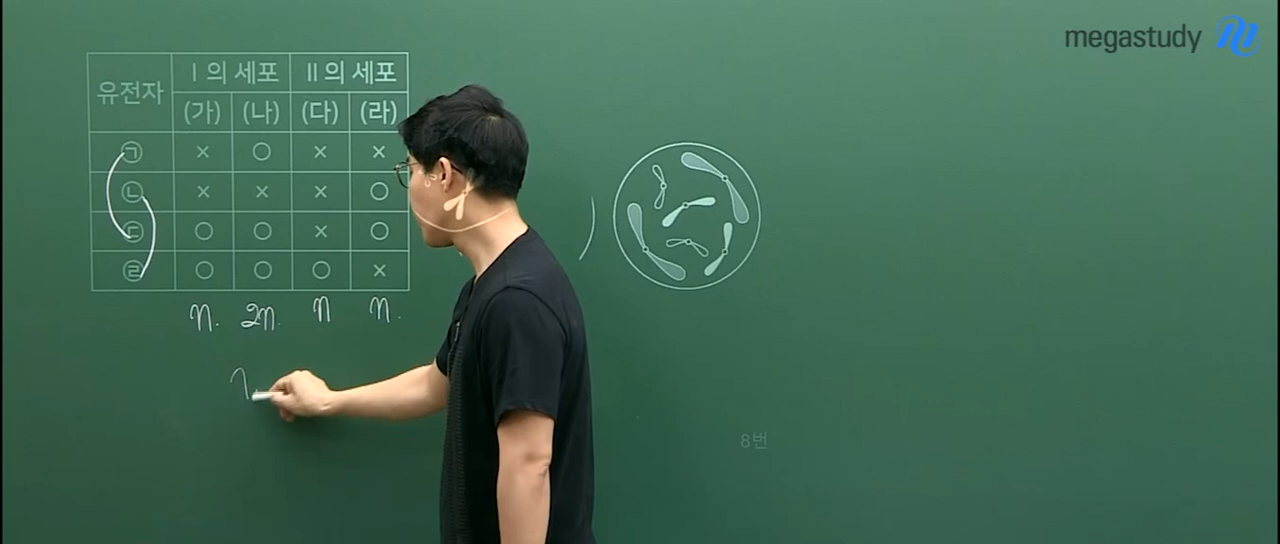 megastudy
유전자 Ⅰ의 세포 Ⅱ의 세포
(가) (나) (다) (라)
㉠ × ○ × ×
㉡ × × × ○
㉢ ○ ○ × ○
㉣ ○ ○ ○ ×
n. 2n. n n.
8번